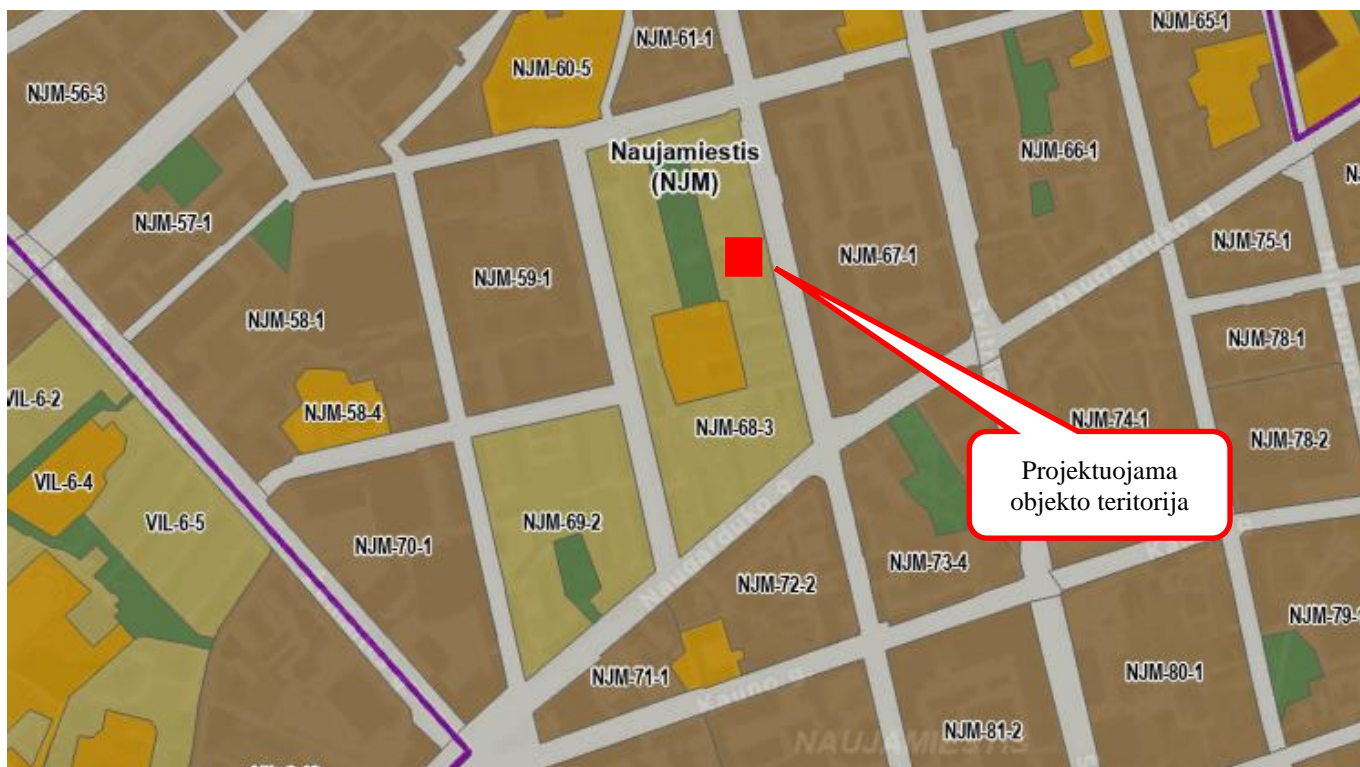 NJM-65-1
NJM-61-1
NJM-60-5
NJM-56-3
Naujamiestis
(NJM)
NJM-66-1
NJM-57-1
NJM-75-1
NJM-67-1
NJM-59-1
Naugarduko g.
NJM-58-1
NJM-78-1
VIL-6-2
NJM-58-4
NJM-74-1
NJM-68-3
NJM-78-2
Projektuojama
objekto teritorija
VIL-6-4
VIL-6-5
NJM-69-2
NJM-70-1
NJM-73-4
Naugarduko g.
NJM-72-2
NJM-79-1
NJM-71-1
Kauno g.
NJM-80-1
NJM-81-2
NAUJAMIESTIS